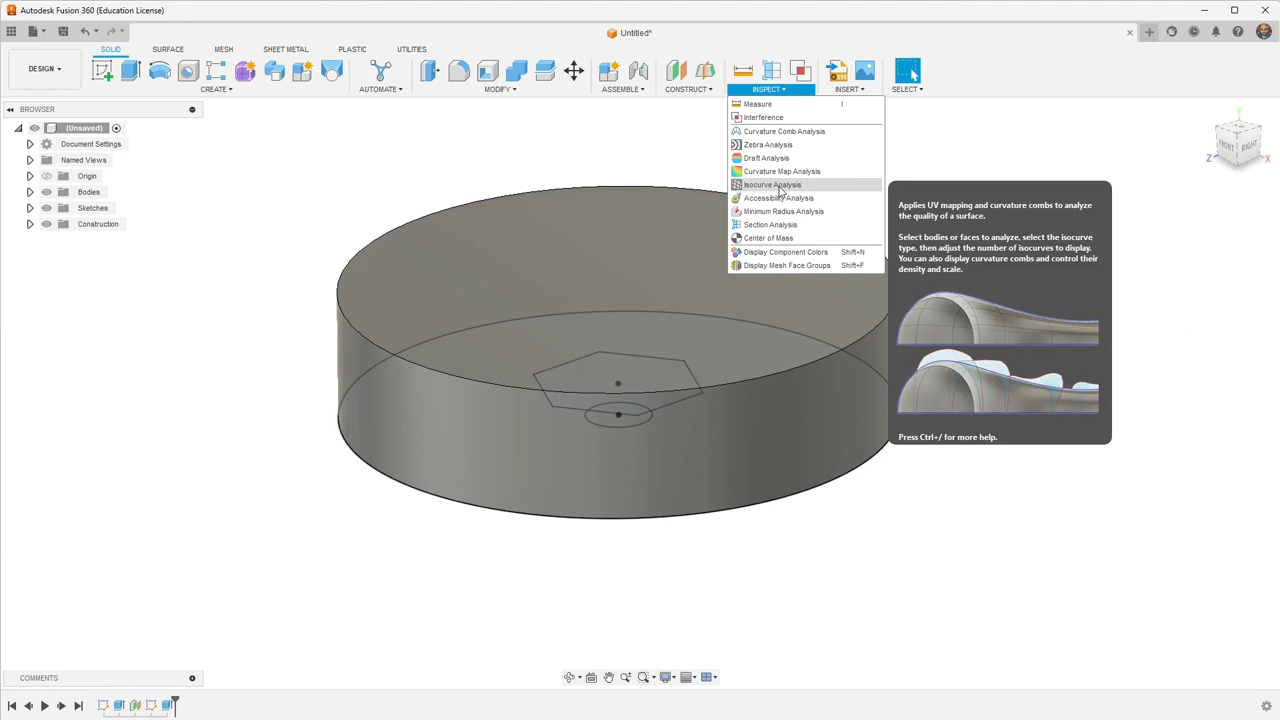 Autodesk Fusion 360 (Education License)
Untitled*
SOLID
SURFACE
MESH
SHEET METAL
PLASTIC
UTILITIES
DESIGN
CREATE
AUTOMATE
MODIFY
ASSEMBLE
CONSTRUCT
INSPECT
INSERT
SELECT
BROWSER
(Unsaved)
Document Settings
Named Views
Origin
Bodies
Sketches
Construction
Measure I
Interference
Curvature Comb Analysis
Zebra Analysis
Draft Analysis
Curvature Map Analysis
Isocurve Analysis
Accessibility Analysis
Minimum Radius Analysis
Section Analysis
Center of Mass
Display Component Colors Shift+N
Display Mesh Face Groups Shift+F
Applies UV mapping and curvature combs to analyze
the quality of a surface.
Select bodies or faces to analyze, select the isocurve
type, then adjust the number of isocurves to display.
You can also display curvature combs and control their
density and scale.
Press Ctrl+/ for more help.
Y
FRONT
RIGHT
Z
X
COMMENTS